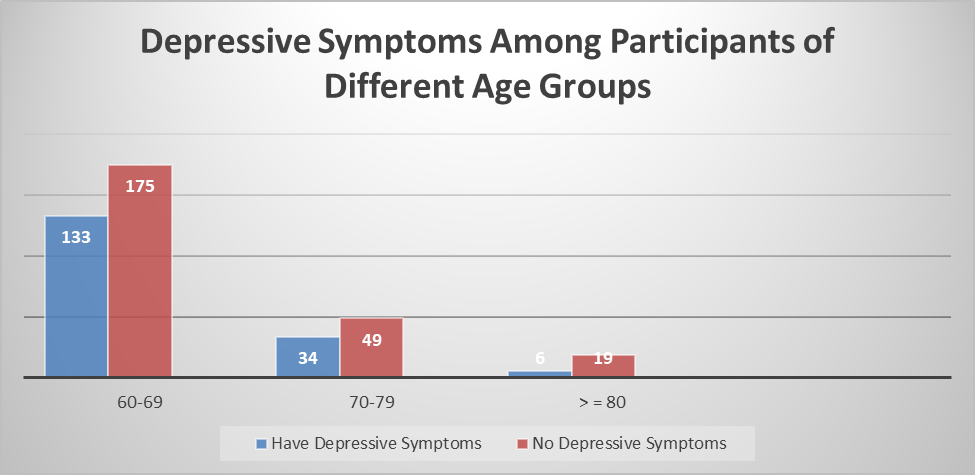 Depressive Symptoms Among Participants of
Different Age Groups
133
175
34
49
6
19
60-69
70-79
> = 80
Have Depressive Symptoms
No Depressive Symptoms